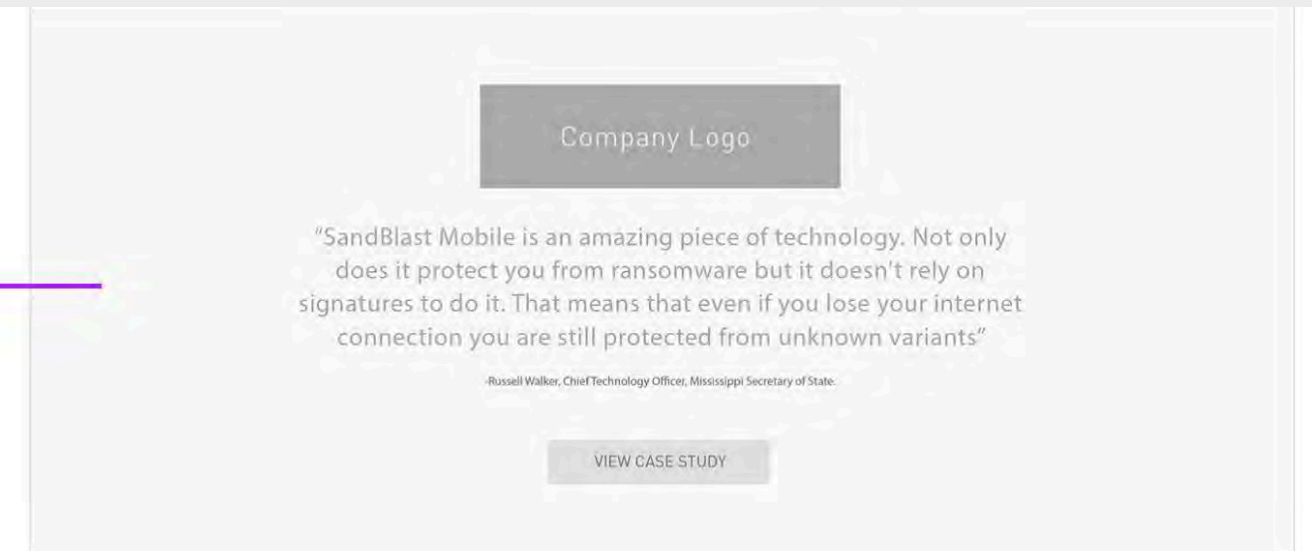 Company Logo
“SandBlast Mobile is an amazing piece of technology. Not only
does it protect you from ransomware but it doesn't rely on
signatures to do it. That means that even if you lose your internet
connection you are still protected from unknown variants”
-Russell Walker, Chief Technology Officer, Mississippi Secretary of State.
VIEW CASE STUDY